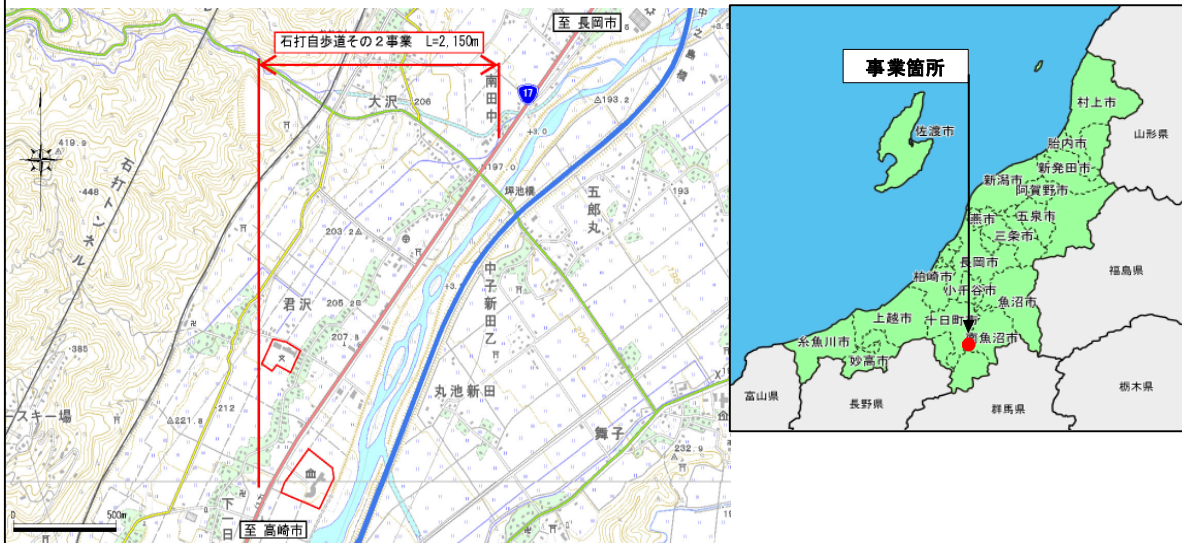 至 長岡市
石打自歩道その2事業 L=2,150m
南田中
17
大沢
206
193.2
+3.0
419.9
197.0
石打トンネル
448
坪池橋
五郎丸
193
203.2
中子新田乙
君沢
205
207.8
385
丸池新田
212
221.8
スキー場
舞子
232.9
下一日
500m
至 高崎市
事業箇所
村上市
山形県
佐渡市
胎内市
新発田市
新潟市
阿賀野市
燕市
五泉市
三条市
長岡市
福島県
柏崎市
小千谷市
魚沼市
上越市
十日町市
南魚沼市
糸魚川市
妙高市
富山県
長野県
群馬県
栃木県